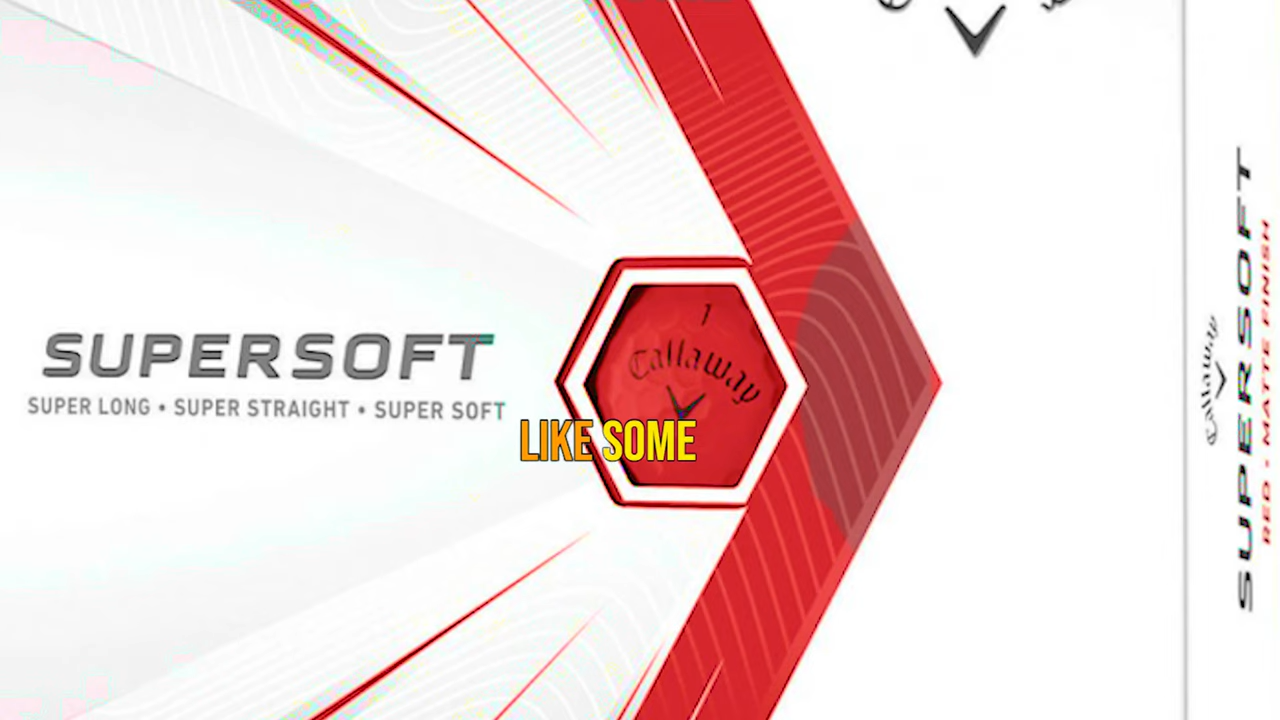 SUPERSOFT
SUPER LONG • SUPER STRAIGHT • SUPER SOFT
1
Callaway
LIKE SOME
Callaway
SUPERSOFT
RED • MATTE FINISH